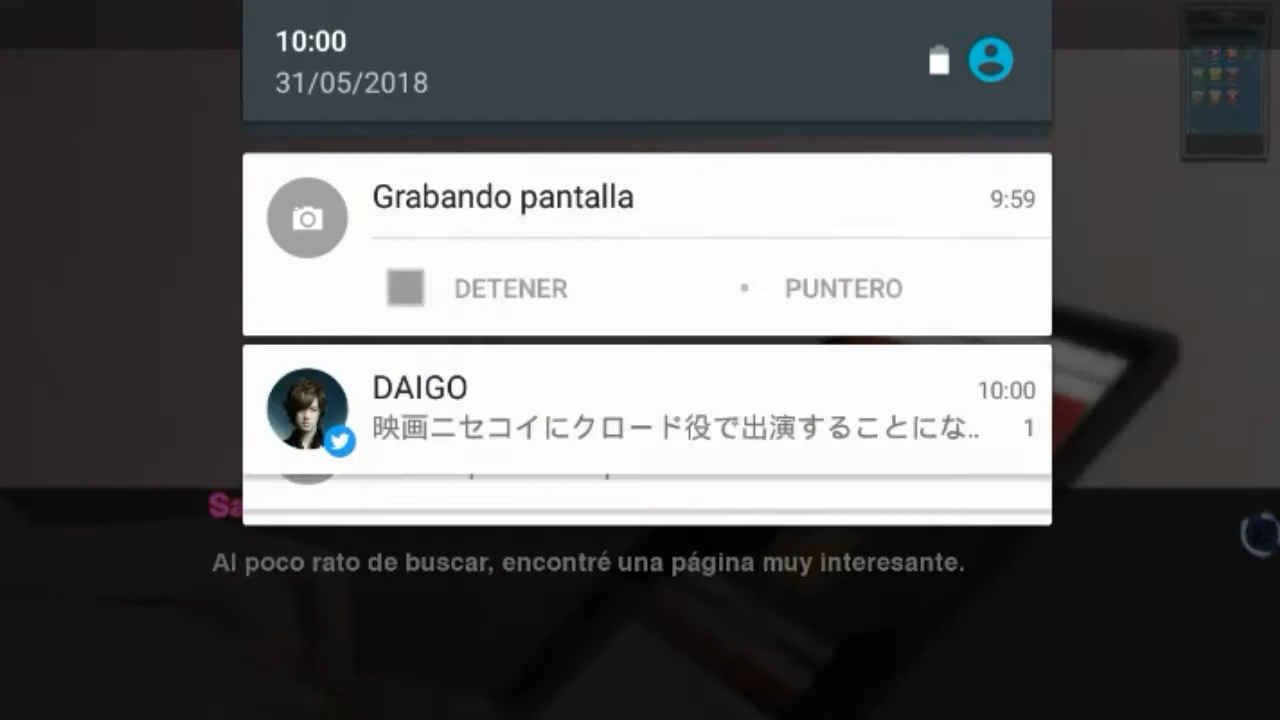 10:00
31/05/2018
Grabando pantalla
9:59
DETENER
PUNTERO
DAIGO
10:00
映画ニセコイにクロード役で出演することにな..
1
Sa
Al poco rato de buscar, encontré una página muy interesante.